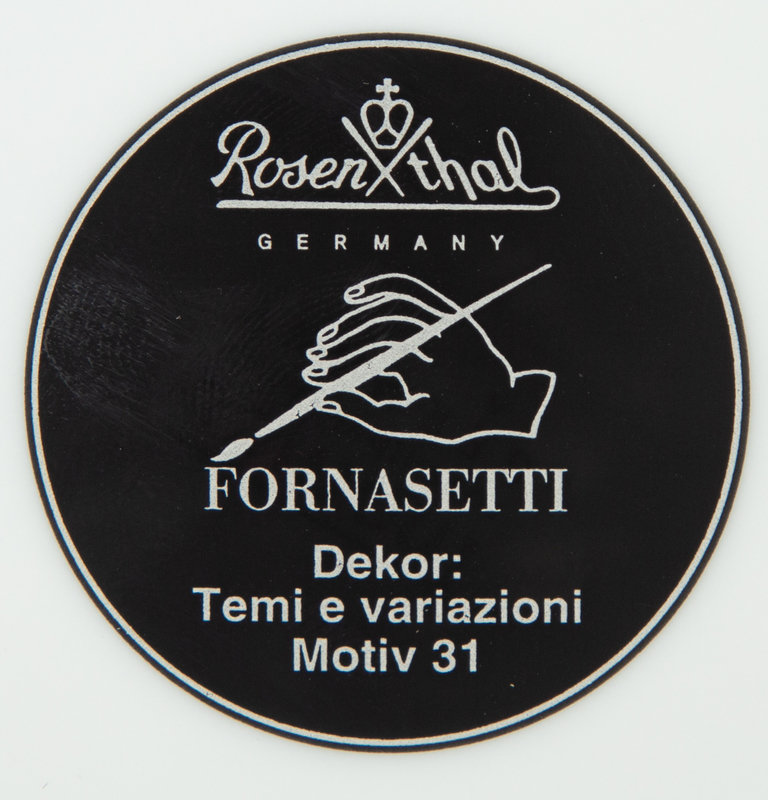 Rosenthal
GERMANY
FORNASETTI
Dekor:
Temi e variazioni
Motiv 31